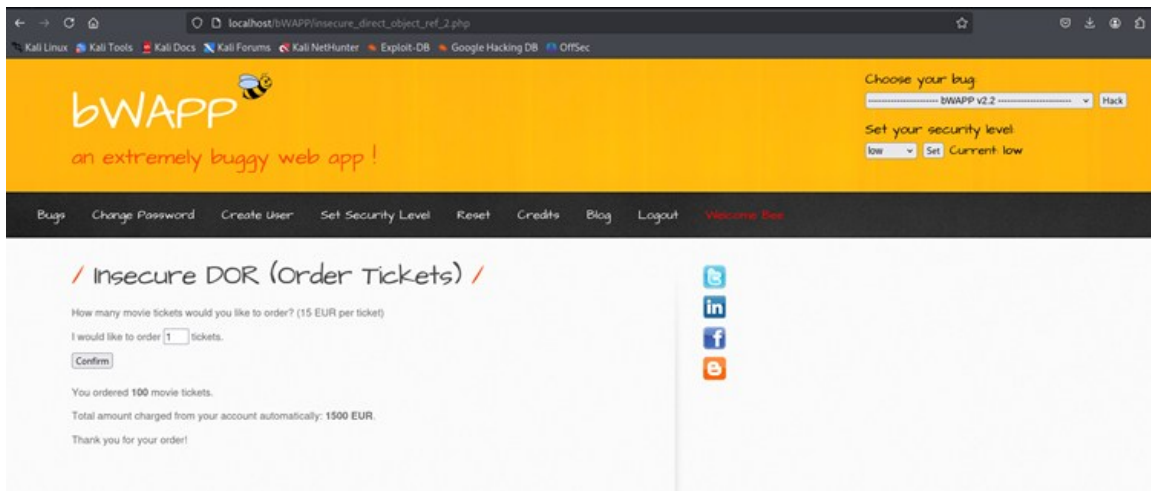 localhost/bWAPP/insecure_direct_object_ref_2.php
Kali Linux Kali Tools Kali Docs Kali Forums Kali NetHunter Exploit-DB Google Hacking DB OffSec
bWAPP
an extremely buggy web app !
Choose your bug:
bWAPP v2.2 Hack
Set your security level:
low Set Current: low
Bugs Change Password Create User Set Security Level Reset Credits Blog Logout Welcome Bee
/ Insecure DOR (Order Tickets) /
How many movie tickets would you like to order? (15 EUR per ticket)
I would like to order 1 tickets.
Confirm
You ordered 100 movie tickets.
Total amount charged from your account automatically: 1500 EUR.
Thank you for your order!